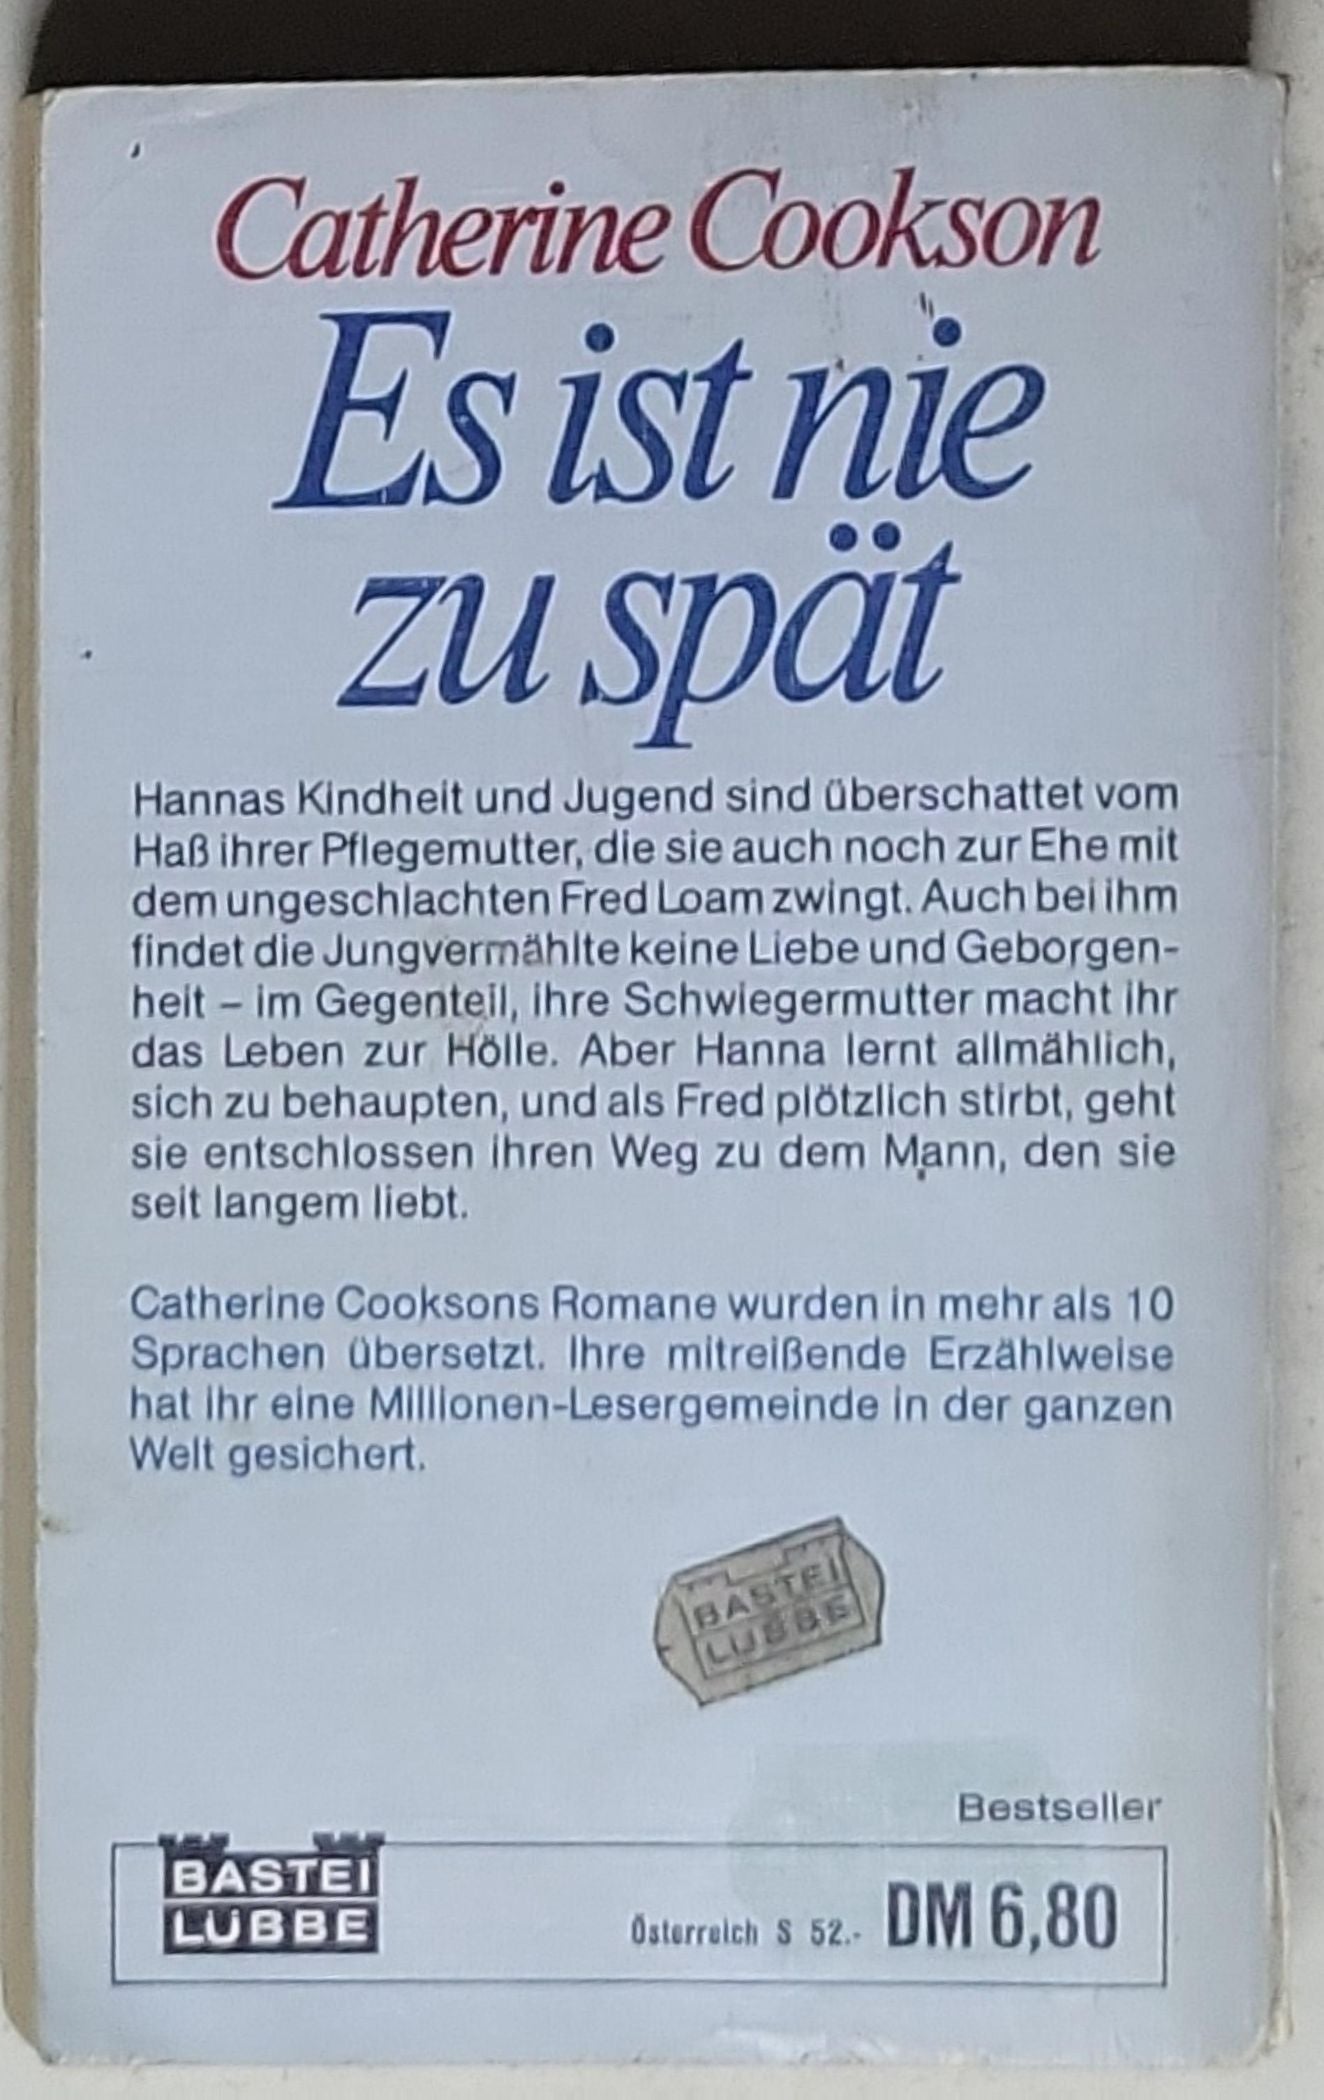 Catherine Cookson
Es ist nie
zu spät
Hannas Kindheit und Jugend sind überschattet vom
Haß ihrer Pflegemutter, die sie auch noch zur Ehe mit
dem ungeschlachten Fred Loam zwingt. Auch bei ihm
findet die Jungvermählte keine Liebe und Geborgen-
heit – im Gegenteil, ihre Schwiegermutter macht ihr
das Leben zur Hölle. Aber Hanna lernt allmählich,
sich zu behaupten, und als Fred plötzlich stirbt, geht
sie entschlossen ihren Weg zu dem Mann, den sie
seit langem liebt.
Catherine Cooksons Romane wurden in mehr als 10
Sprachen übersetzt. Ihre mitreißende Erzählweise
hat ihr eine Millionen-Lesergemeinde in der ganzen
Welt gesichert.
BASTEI
LÜBBE
Bestseller
BASTEI
LÜBBE
Österreich S 52.- DM 6,80